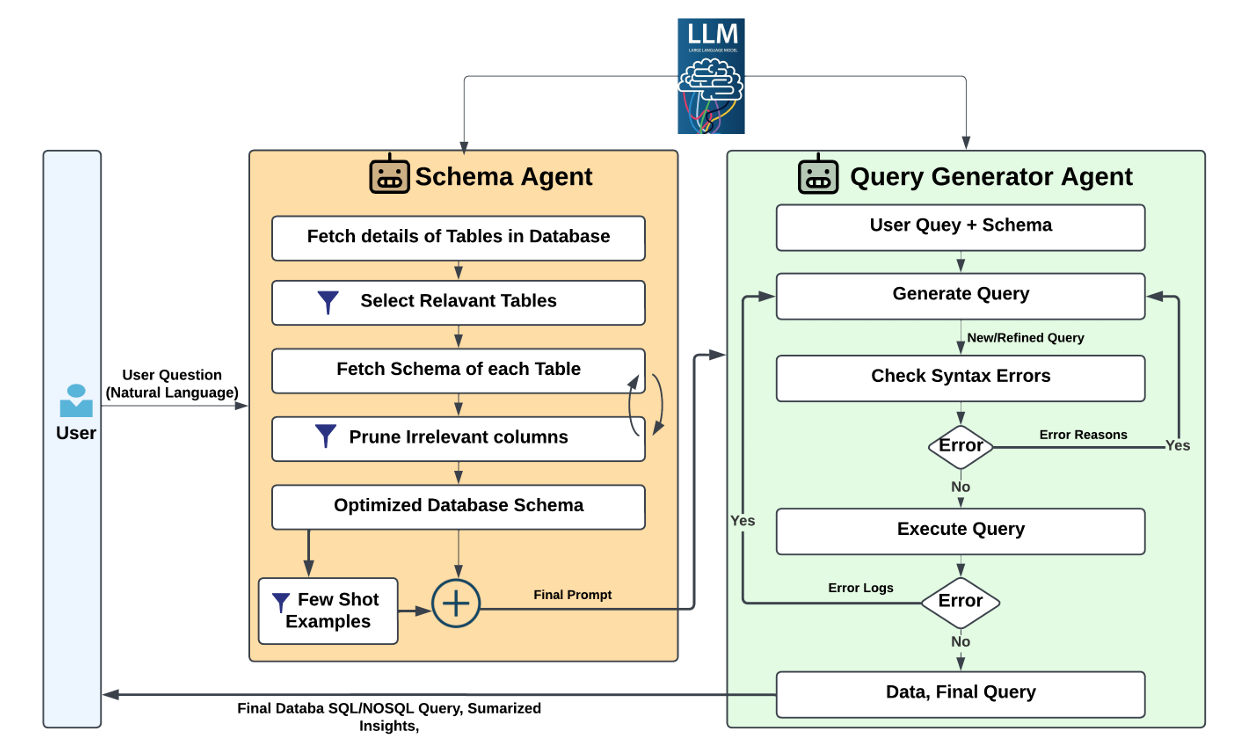 LLM
LARGE LANGUAGE MODEL
Schema Agent
Fetch details of Tables in Database
Select Relavant Tables
Fetch Schema of each Table
Prune Irrelevant columns
Optimized Database Schema
Few Shot
Examples
Final Prompt
User Question
(Natural Language)
User
Query Generator Agent
User Quey + Schema
Generate Query
New/Refined Query
Check Syntax Errors
Error
Error Reasons
Yes
No
Execute Query
Yes
Error Logs
Error
No
Data, Final Query
Final Databa SQL/NOSQL Query, Sumarized
Insights,